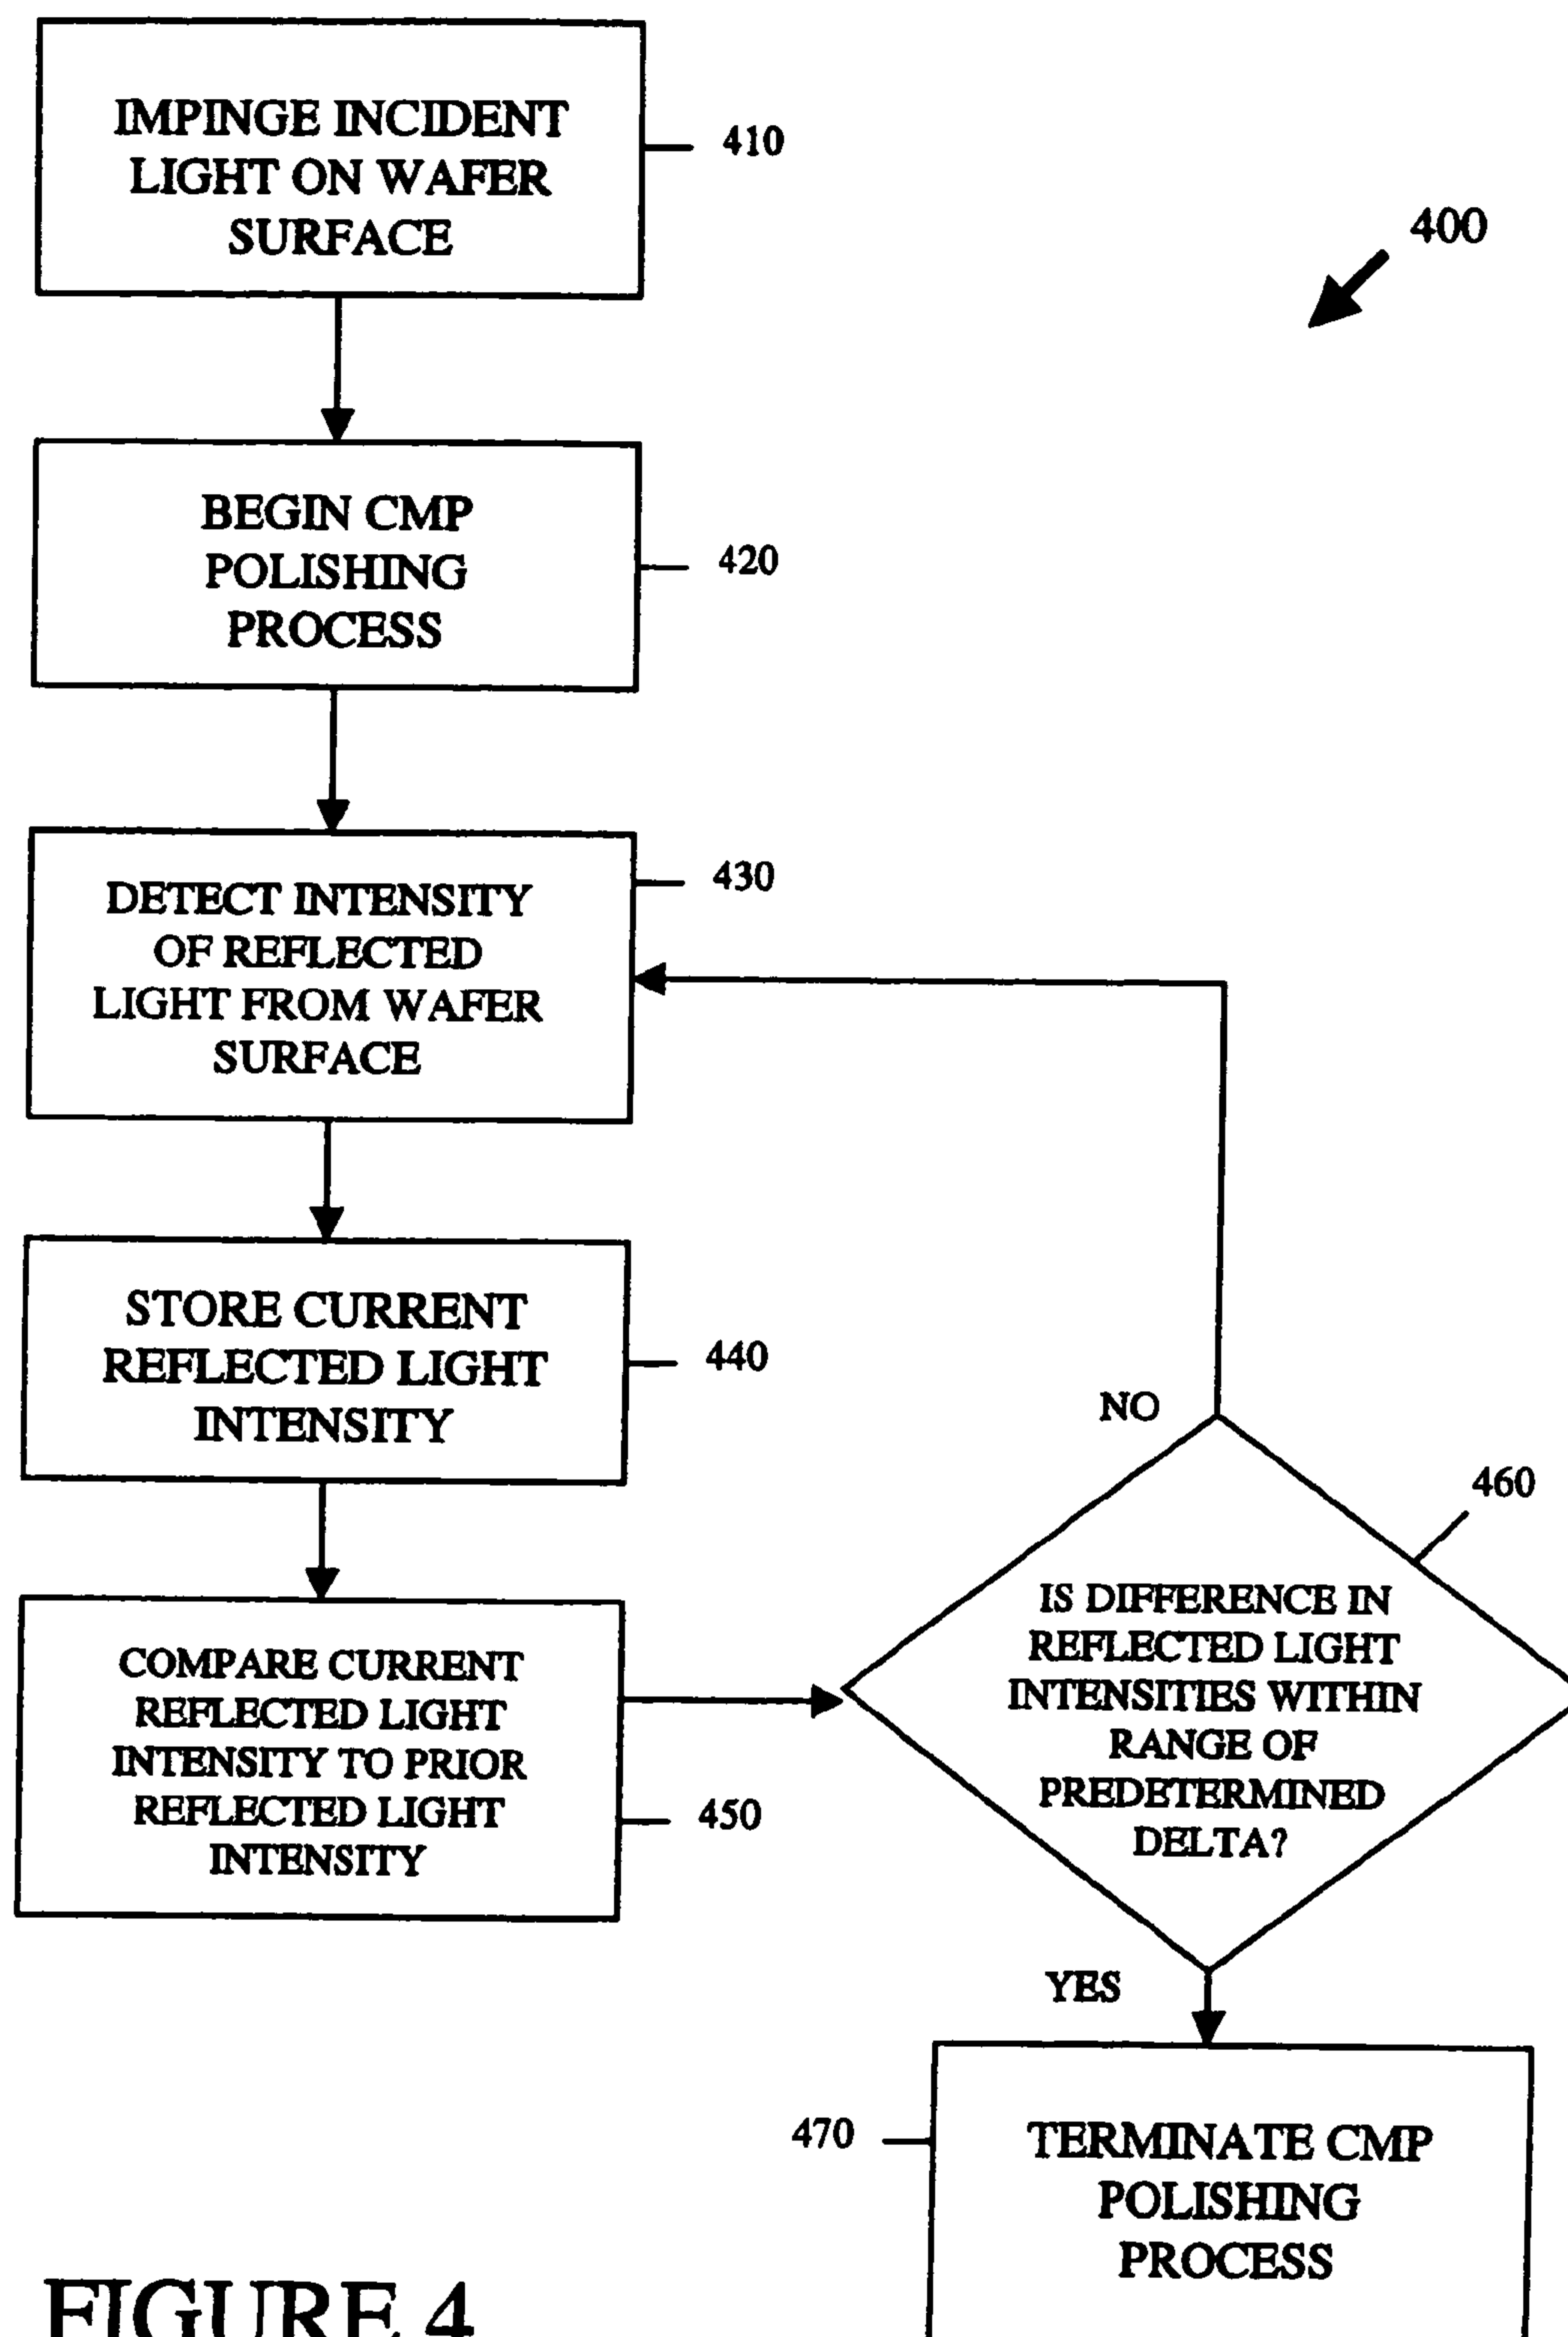 IMPINGE INCIDENT
LIGHT ON WAFER
SURFACE
410
400
BEGIN CMP
POLISHING
PROCESS
420
DETECT INTENSITY
OF REFLECTED
LIGHT FROM WAFER
SURFACE
430
STORE CURRENT
REFLECTED LIGHT
INTENSITY
440
COMPARE CURRENT
REFLECTED LIGHT
INTENSITY TO PRIOR
REFLECTED LIGHT
INTENSITY
450
NO
460
IS DIFFERENCE IN
REFLECTED LIGHT
INTENSITIES WITHIN
RANGE OF
PREDETERMINED
DELTA?
YES
470
TERMINATE CMP
POLISHING
PROCESS
FIGURE 4